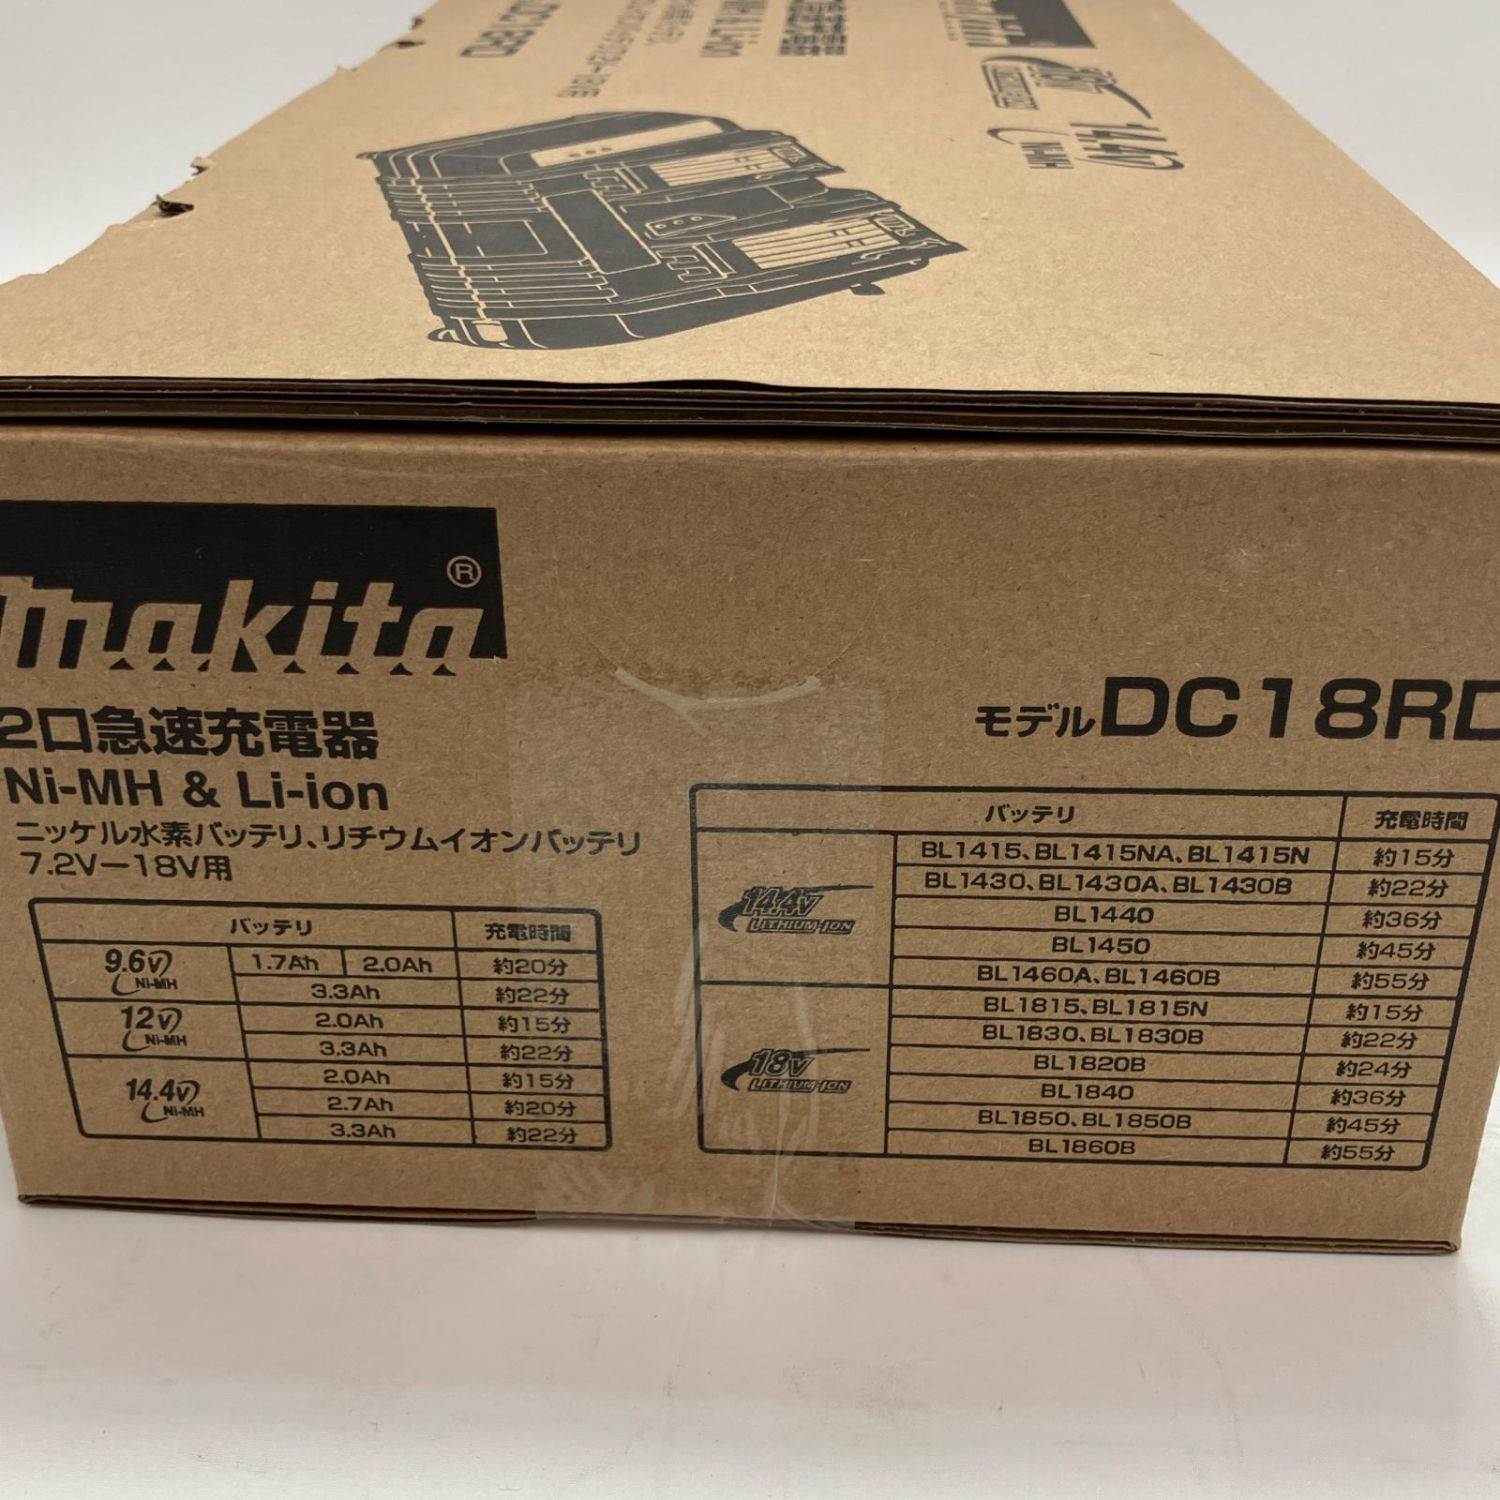 DC18RD
Ni-MH & Li-ion
14.4V
Ni-MH
makita®
2口急速充電器
Ni-MH & Li-ion
ニッケル水素バッテリ、リチウムイオンバッテリ
7.2V－18V用
モデルDC18RD
バッテリ 充電時間
9.6V Ni-MH 1.7Ah 2.0Ah 約20分
3.3Ah 約22分
12V Ni-MH 2.0Ah 約15分
3.3Ah 約22分
14.4V Ni-MH 2.0Ah 約15分
2.7Ah 約20分
3.3Ah 約22分
バッテリ 充電時間
14.4V LITHIUM-ION BL1415、BL1415NA、BL1415N 約15分
BL1430、BL1430A、BL1430B 約22分
BL1440 約36分
BL1450 約45分
BL1460A、BL1460B 約55分
18V LITHIUM-ION BL1815、BL1815N 約15分
BL1830、BL1830B 約22分
BL1820B 約24分
BL1840 約36分
BL1850、BL1850B 約45分
BL1860B 約55分